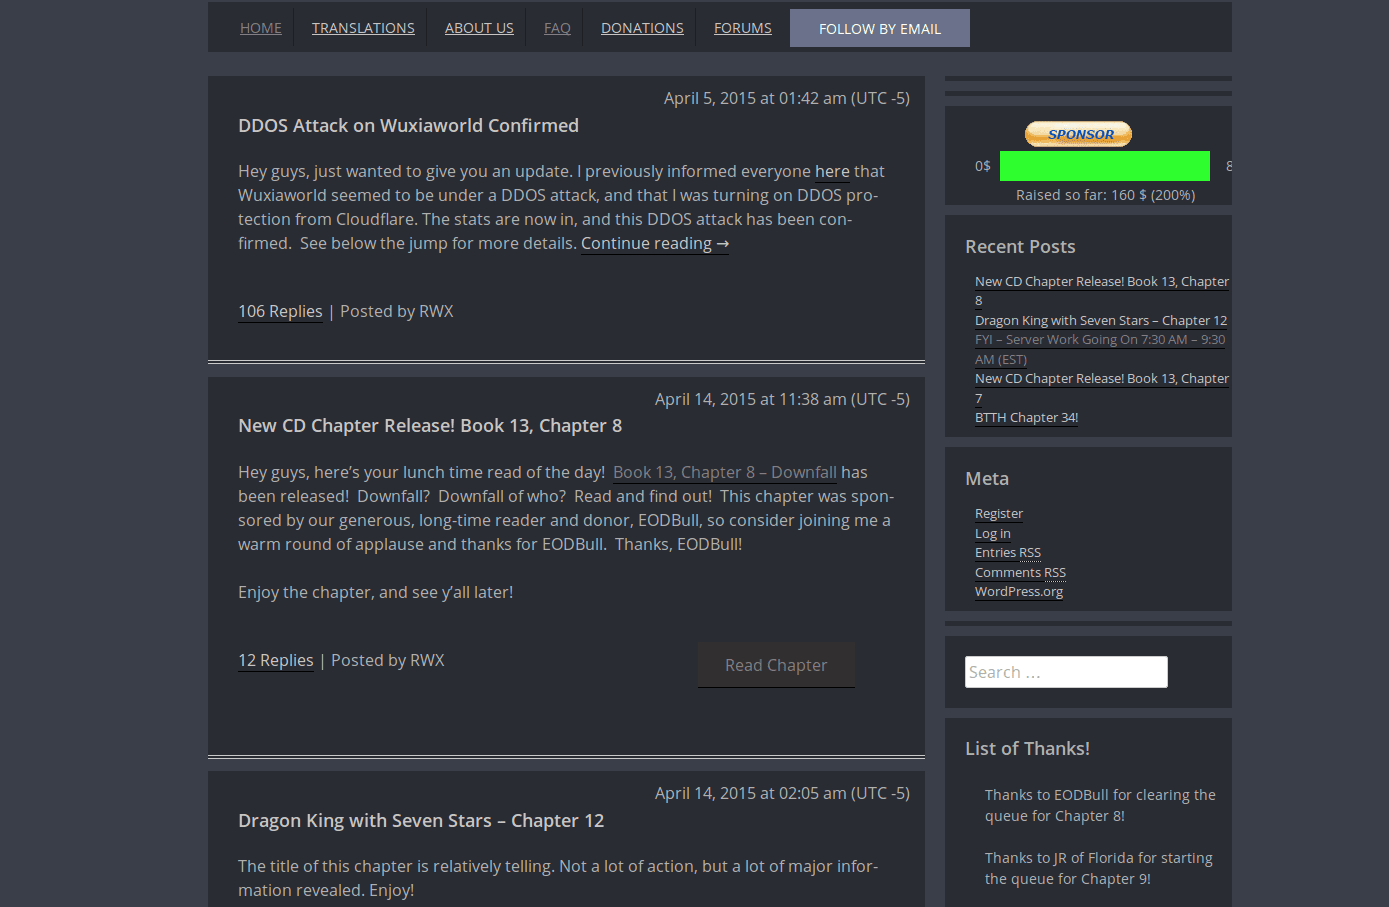 HOME TRANSLATIONS ABOUT US FAQ DONATIONS FORUMS FOLLOW BY EMAIL
April 5, 2015 at 01:42 am (UTC -5)
DDOS Attack on Wuxiaworld Confirmed
Hey guys, just wanted to give you an update. I previously informed everyone here that
Wuxiaworld seemed to be under a DDOS attack, and that I was turning on DDOS pro-
tection from Cloudflare. The stats are now in, and this DDOS attack has been con-
firmed.  See below the jump for more details. Continue reading →
106 Replies | Posted by RWX
April 14, 2015 at 11:38 am (UTC -5)
New CD Chapter Release! Book 13, Chapter 8
Hey guys, here’s your lunch time read of the day!  Book 13, Chapter 8 – Downfall has
been released!  Downfall?  Downfall of who?  Read and find out!  This chapter was spon-
sored by our generous, long-time reader and donor, EODBull, so consider joining me a
warm round of applause and thanks for EODBull.  Thanks, EODBull!
Enjoy the chapter, and see y’all later!
12 Replies | Posted by RWX
Read Chapter
April 14, 2015 at 02:05 am (UTC -5)
Dragon King with Seven Stars – Chapter 12
The title of this chapter is relatively telling. Not a lot of action, but a lot of major infor-
mation revealed. Enjoy!
SPONSOR
0$ 8
Raised so far: 160 $ (200%)
Recent Posts
New CD Chapter Release! Book 13, Chapter
8
Dragon King with Seven Stars – Chapter 12
FYI – Server Work Going On 7:30 AM – 9:30
AM (EST)
New CD Chapter Release! Book 13, Chapter
7
BTTH Chapter 34!
Meta
Register
Log in
Entries RSS
Comments RSS
WordPress.org
Search …
List of Thanks!
Thanks to EODBull for clearing the
queue for Chapter 8!
Thanks to JR of Florida for starting
the queue for Chapter 9!